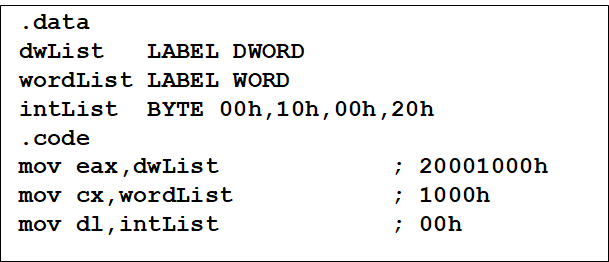 .data
dwList   LABEL DWORD
wordList LABEL WORD
intList  BYTE 00h,10h,00h,20h
.code
mov eax,dwList            ; 20001000h
mov cx,wordList           ; 1000h
mov dl,intList            ; 00h